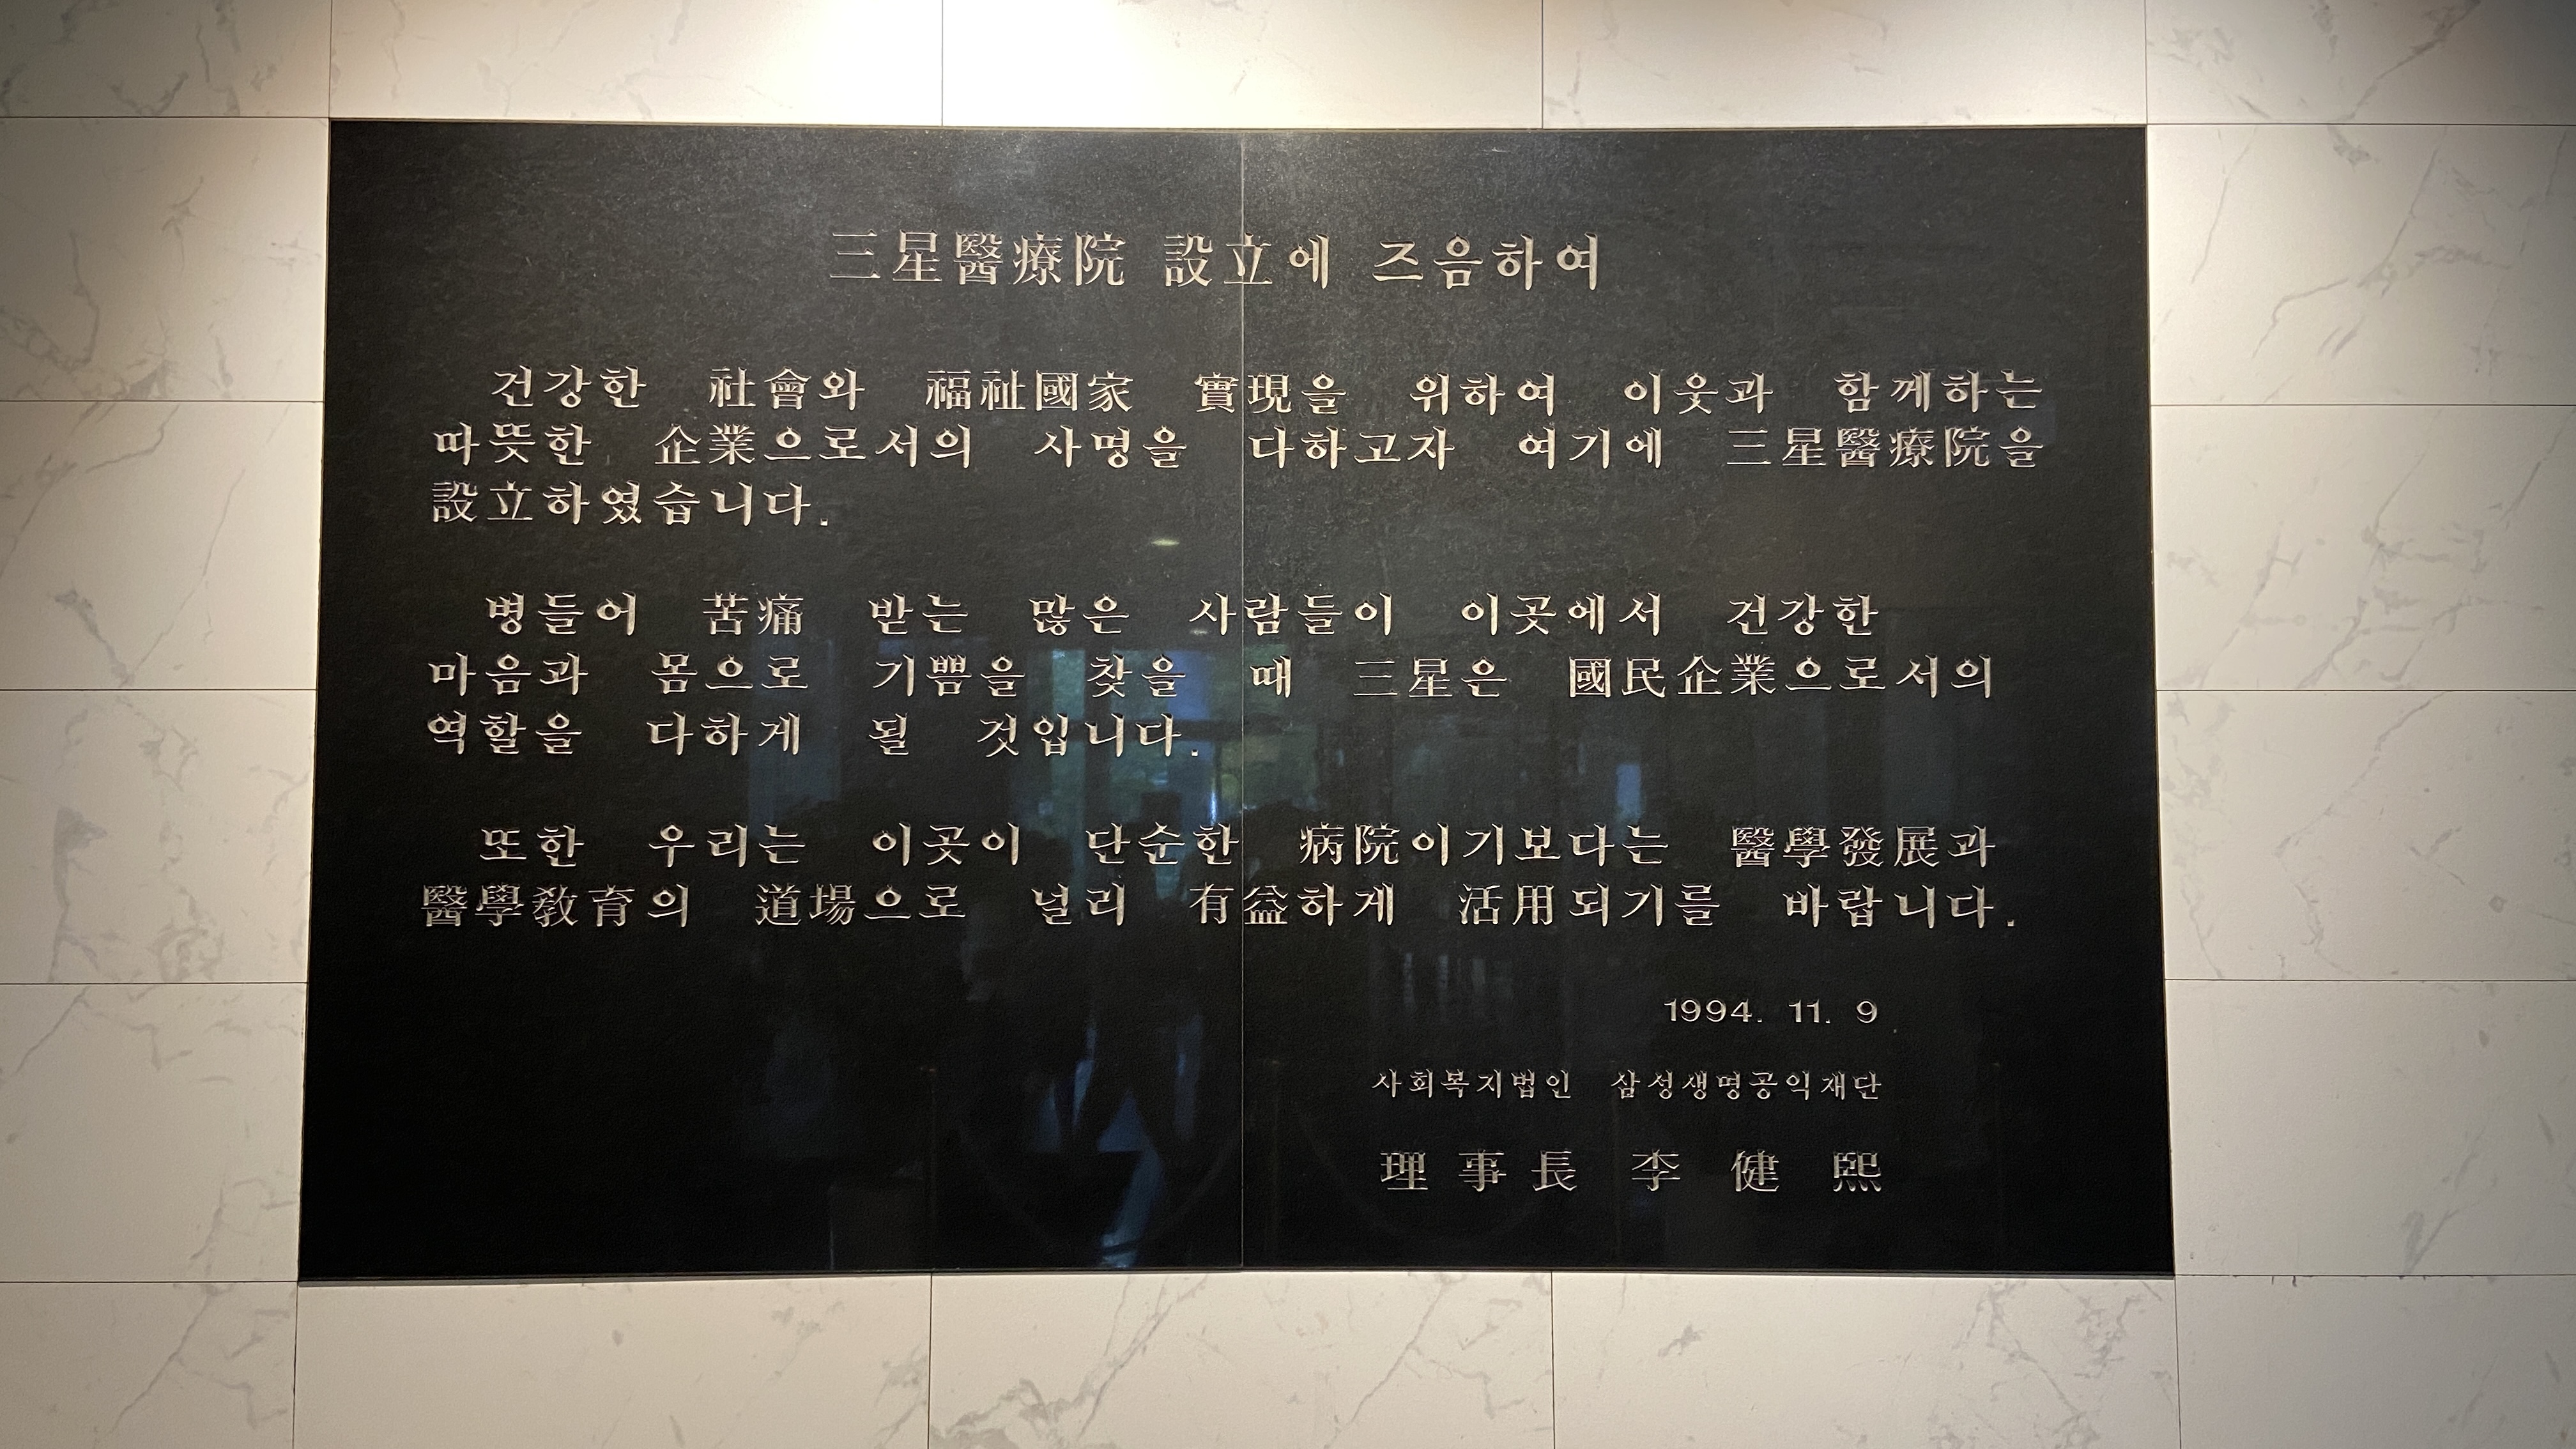 三星醫療院 設立에 즈음하여
건강한 社會와 福祉國家 實現을 위하여 이웃과 함께하는
따뜻한 企業으로서의 사명을 다하고자 여기에 三星醫療院을
設立하였습니다.
병들어 苦痛 받는 많은 사람들이 이곳에서 건강한
마음과 몸으로 기쁨을 찾을 때 三星은 國民企業으로서의
역할을 다하게 될 것입니다.
또한 우리는 이곳이 단순한 病院이기보다는 醫學發展과
醫學敎育의 道場으로 널리 有益하게 活用되기를 바랍니다.
1994. 11. 9
사회복지법인 삼성생명공익재단
理事長 李健熙